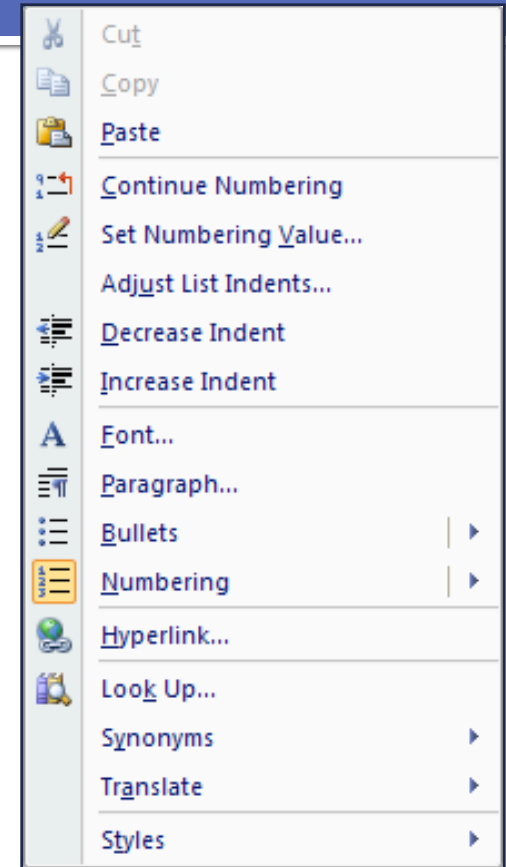 Cut
Copy
Paste
Continue Numbering
Set Numbering Value...
Adjust List Indents...
Decrease Indent
Increase Indent
Font...
Paragraph...
Bullets
Numbering
Hyperlink...
Look Up...
Synonyms
Translate
Styles